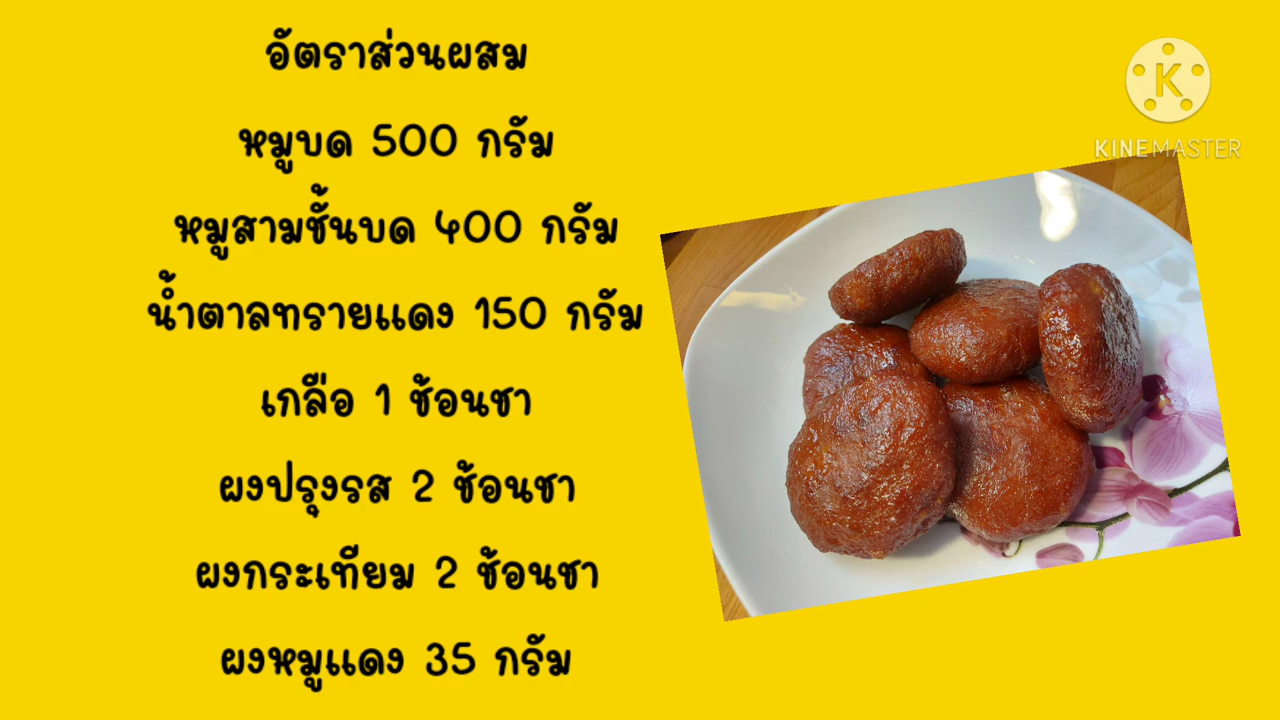 อัตราส่วนผสม
หมูบด 500 กรัม
หมูสามชั้นบด 400 กรัม
น้ำตาลทรายแดง 150 กรัม
เกลือ 1 ช้อนชา
ผงปรุงรส 2 ช้อนชา
ผงกระเทียม 2 ช้อนชา
ผงหมูแดง 35 กรัม
K
KINEMASTER